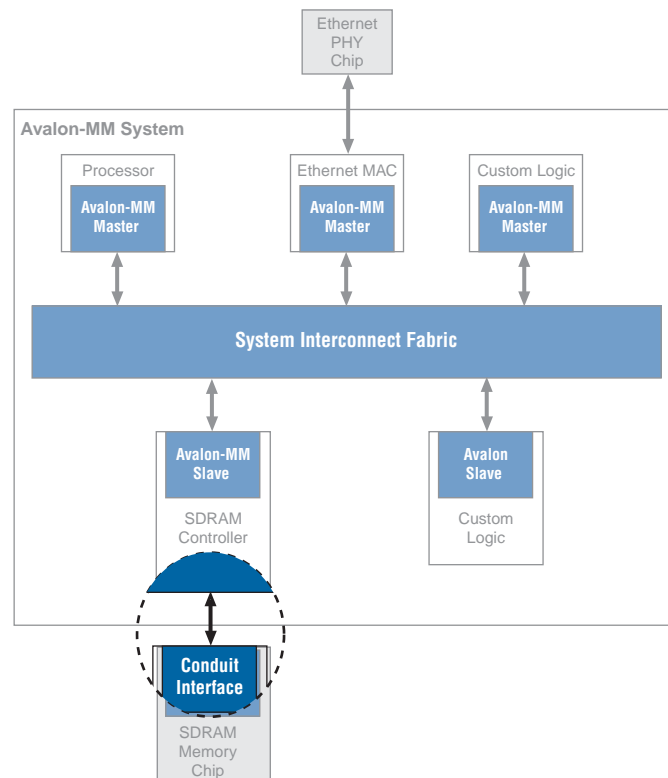 Ethernet
PHY
Chip
Avalon-MM System
Processor
Avalon-MM
Master
Ethernet MAC
Avalon-MM
Master
Custom Logic
Avalon-MM
Master
System Interconnect Fabric
Avalon-MM
Slave
SDRAM
Controller
Avalon
Slave
Custom
Logic
Conduit
Interface
SDRAM
Memory
Chip